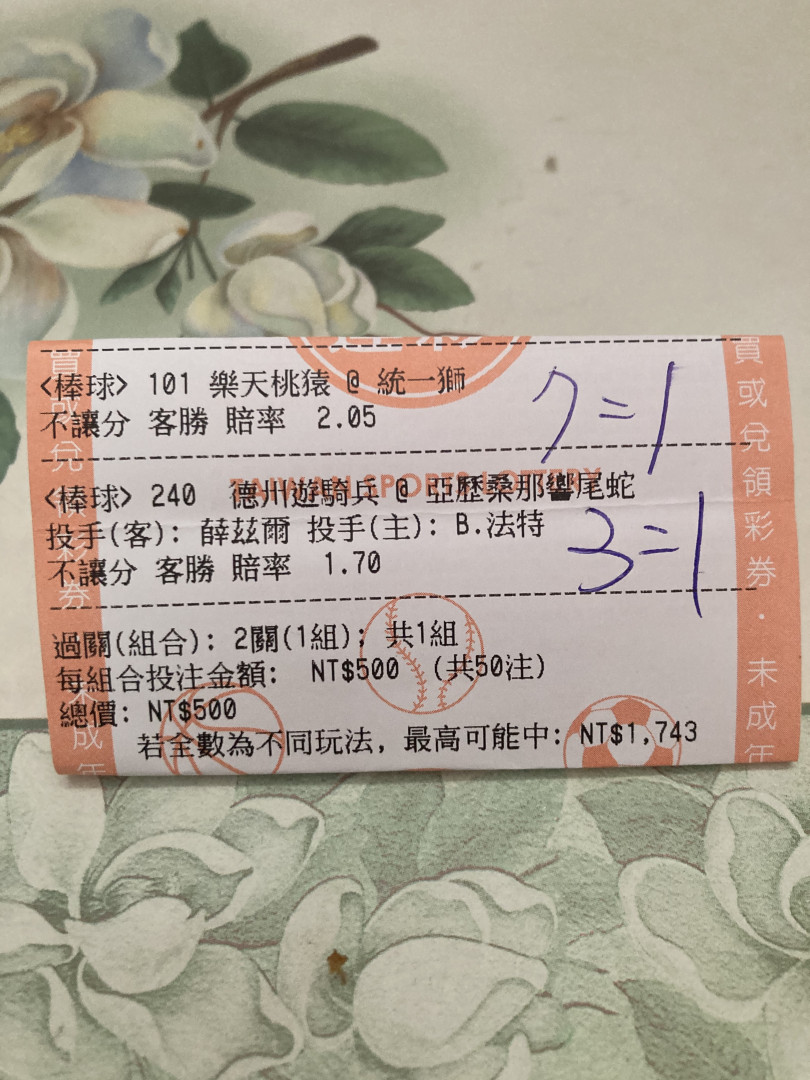 <棒球> 101 樂天桃猿 @ 統一獅
不讓分 客勝 賠率 2.05
7=1
TAIWAN SPORTS LOTTERY
<棒球> 240 德州遊騎兵 @ 亞歷桑那響尾蛇
投手(客): 薛茲爾 投手(主): B.法特
不讓分 客勝 賠率 1.70
3=1
過關(組合): 2關(1組); 共1組
每組合投注金額: NT$500 (共50注)
總價: NT$500
若全數為不同玩法, 最高可能中: NT$1,743
買或兌領彩券・未成年